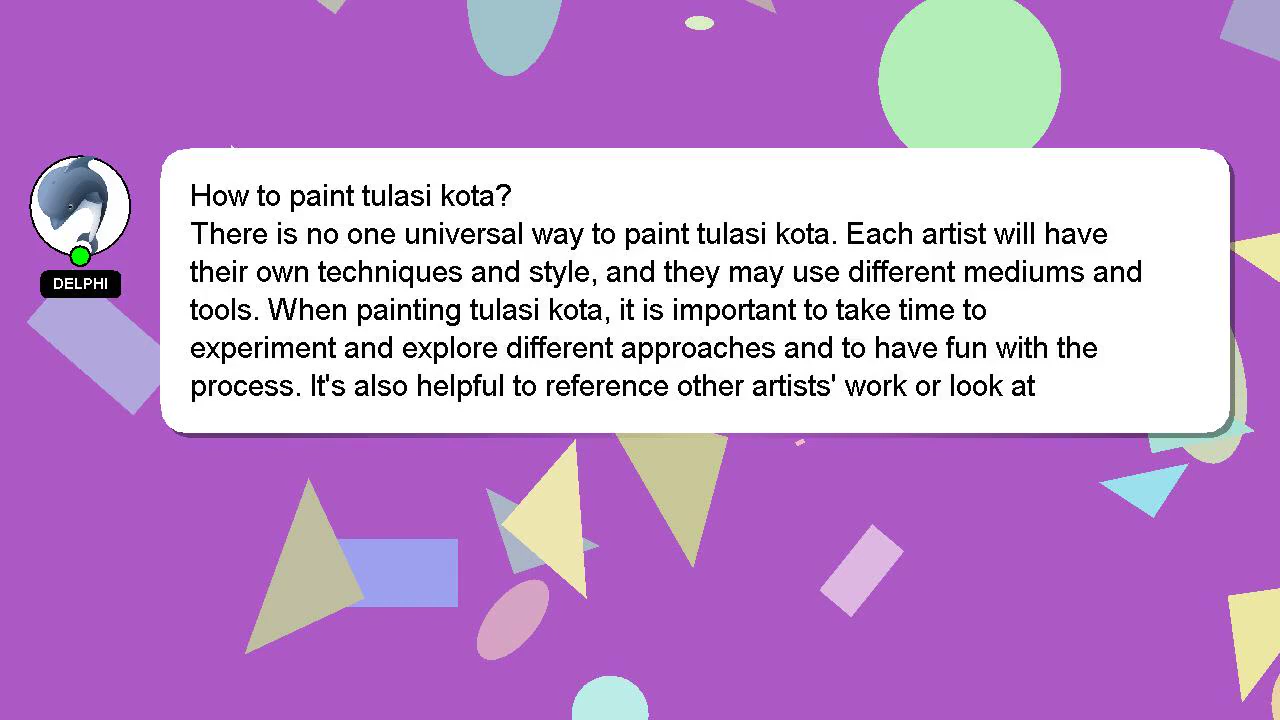 How to paint tulasi kota?
There is no one universal way to paint tulasi kota. Each artist will have
their own techniques and style, and they may use different mediums and
tools. When painting tulasi kota, it is important to take time to
experiment and explore different approaches and to have fun with the
process. It's also helpful to reference other artists' work or look at
DELPHI